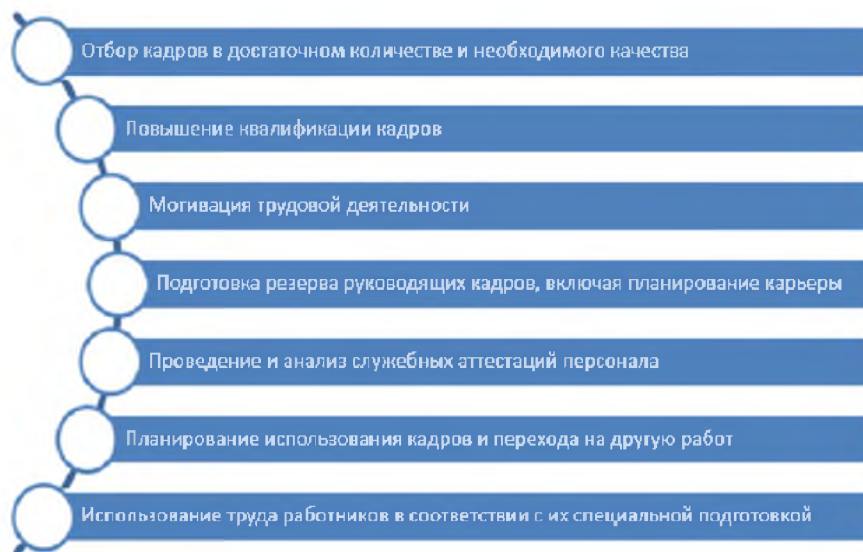 Отбор кадров в достаточном количестве и необходимого качества
Повышение квалификации кадров
Мотивация трудовой деятельности
Подготовка резерва руководящих кадров, включая планирование карьеры
Проведение и анализ служебных аттестаций персонала
Планирование использования кадров и перехода на другую работ
Использование труда работников в соответствии с их специальной подготовкой